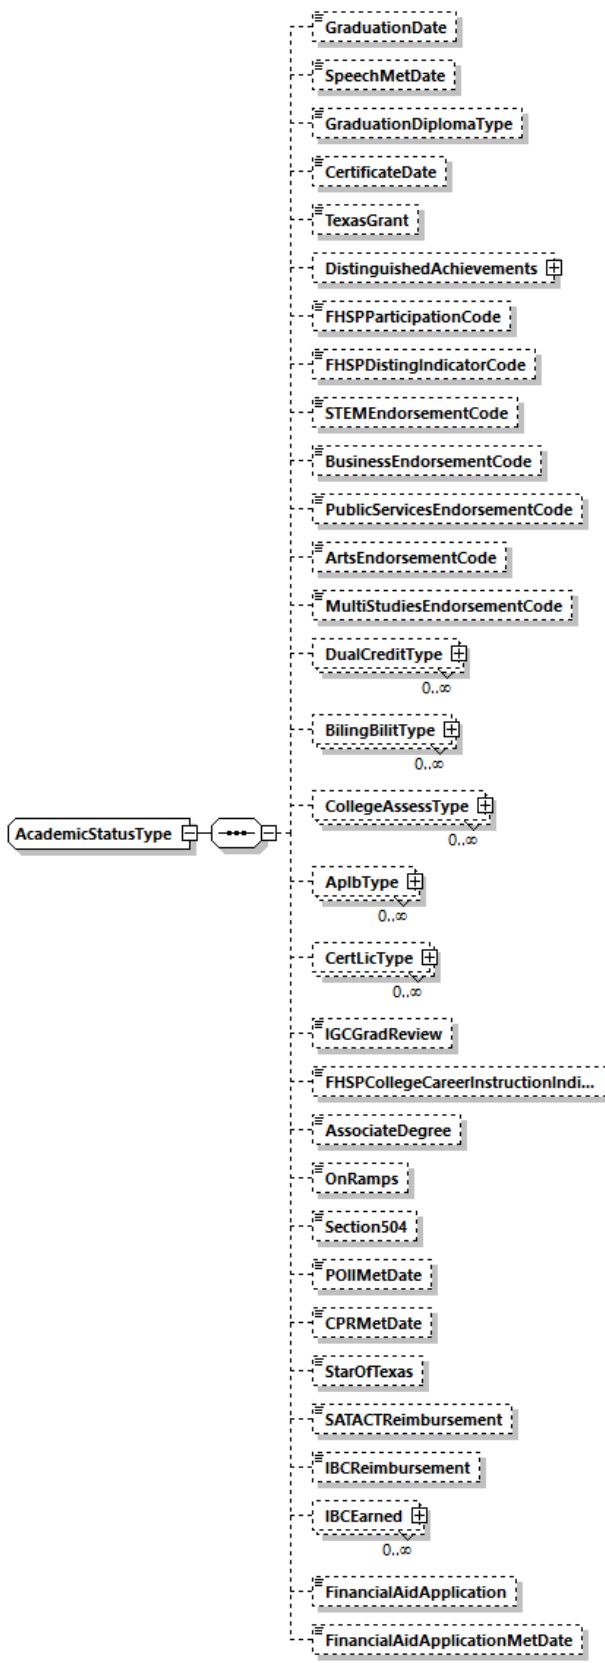 GraduationDate
SpeechMetDate
GraduationDiplomaType
CertificateDate
TexasGrant
DistinguishedAchievements
FHSPParticipationCode
FHSPDistingIndicatorCode
STEMEndorsementCode
BusinessEndorsementCode
PublicServicesEndorsementCode
ArtsEndorsementCode
MultiStudiesEndorsementCode
DualCreditType
0..∞
BilingBilitType
0..∞
CollegeAssessType
0..∞
AcademicStatusType
ApIbType
0..∞
CertLicType
0..∞
IGCGradReview
FHSPCollegeCareerInstructionIndi...
AssociateDegree
OnRamps
Section504
POIIMetDate
CPRMetDate
StarOfTexas
SATACTReimbursement
IBCReimbursement
IBCEarned
0..∞
FinancialAidApplication
FinancialAidApplicationMetDate